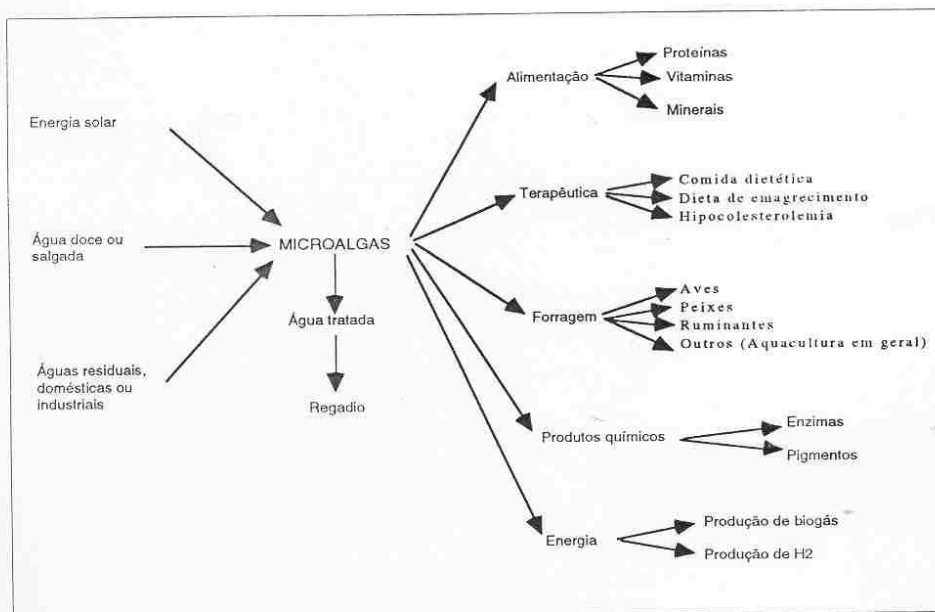 Energia solar
Água doce ou
salgada
Águas residuais,
domésticas ou
industriais
MICROALGAS
Água tratada
Regadio
Alimentação
Proteínas
Vitaminas
Minerais
Terapêutica
Comida dietética
Dieta de emagrecimento
Hipocolesterolemia
Forragem
Aves
Peixes
Ruminantes
Outros (Aquacultura em geral)
Produtos químicos
Enzimas
Pigmentos
Energia
Produção de biogás
Produção de H2